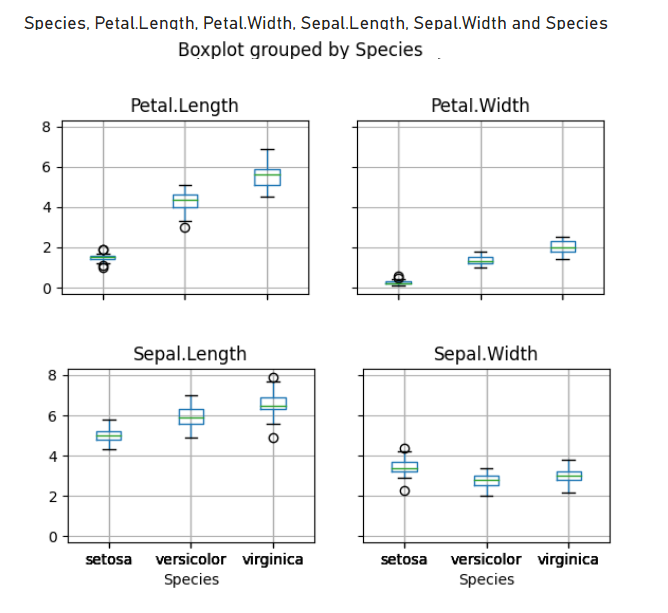 Species, Petal.Length, Petal.Width, Sepal.Length, Sepal.Width and Species
Boxplot grouped by Species
Petal.Length
Petal.Width
8
6
4
2
0
Sepal.Length
Sepal.Width
8
6
4
2
0
setosa versicolor virginica
setosa versicolor virginica
Species
Species